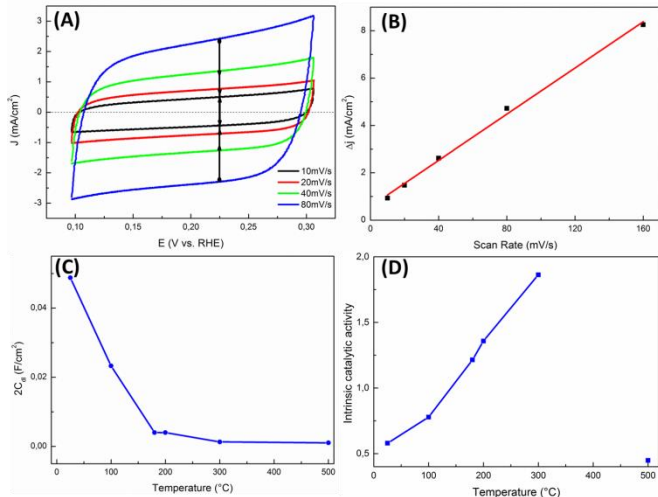 (A)
3
2
1
0
-1
-2
-3
J (mA/cm²)
0,10
0,15
0,20
0,25
0,30
E (V vs. RHE)
10mV/s
20mV/s
40mV/s
80mV/s
(B)
8
6
4
2
0
Δj (mA/cm²)
0
40
80
120
160
Scan Rate (mV/s)
(C)
0,04
0,02
0,00
2C_dl (F/cm²)
0
100
200
300
400
500
Temperature (°C)
(D)
2,0
1,5
1,0
0,5
Intrinsic catalytic activity
0
100
200
300
400
500
Temperature (°C)